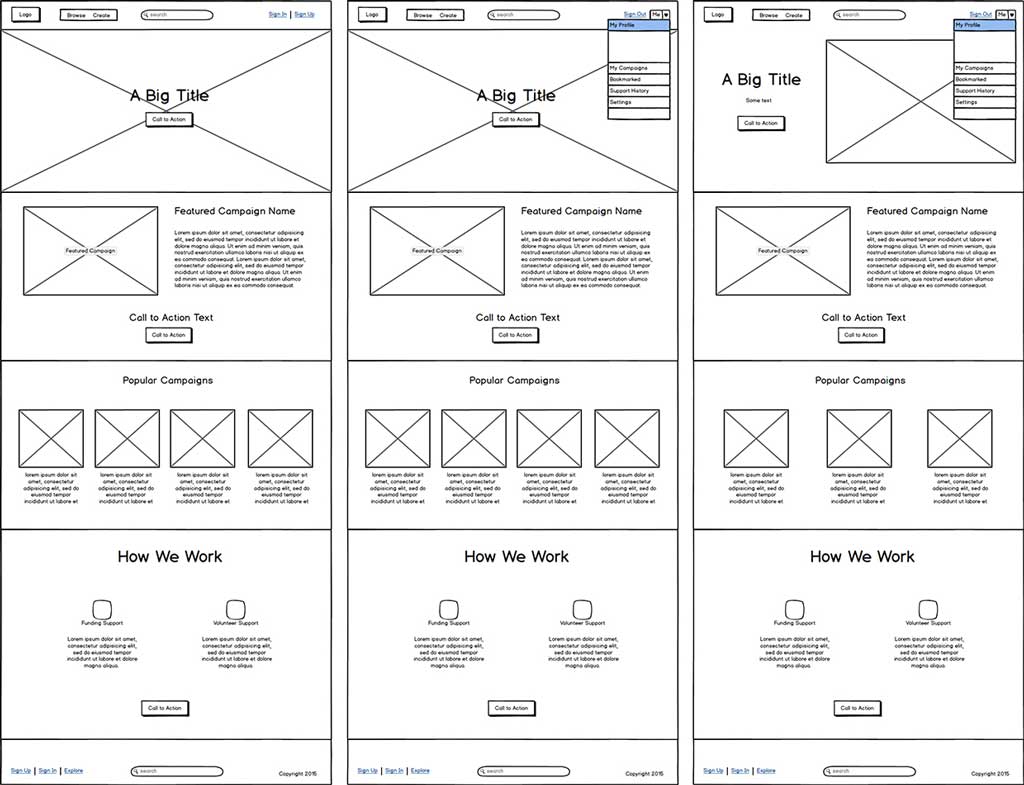 Logo
Browse Create
search
Sign In | Sign Up
A Big Title
Call to Action
Featured Campaign
Featured Campaign Name
Lorem ipsum dolor sit amet, consectetur adipisicing
elit, sed do eiusmod tempor incididunt ut labore et
dolore magna aliqua. Ut enim ad minim veniam, quis
nostrud exercitation ullamco laboris nisi ut aliquip ex
ea commodo consequat. Lorem ipsum dolor sit amet,
consectetur adipisicing elit, sed do eiusmod tempor
incididunt ut labore et dolore magna aliqua. Ut enim
ad minim veniam, quis nostrud exercitation ullamco
laboris nisi ut aliquip ex ea commodo consequat.
Call to Action Text
Call to Action
Popular Campaigns
lorem ipsum dolor sit
amet, consectetur
adipisicing elit, sed do
eiusmod tempor
incididunt ut labore et
lorem ipsum dolor sit
amet, consectetur
adipisicing elit, sed do
eiusmod tempor
incididunt ut labore et
lorem ipsum dolor sit
amet, consectetur
adipisicing elit, sed do
eiusmod tempor
incididunt ut labore et
lorem ipsum dolor sit
amet, consectetur
adipisicing elit, sed do
eiusmod tempor
incididunt ut labore et
How We Work
Funding Support
Lorem ipsum dolor sit amet,
consectetur adipisicing elit,
sed do eiusmod tempor
incididunt ut labore et dolore
magna aliqua.
Volunteer Support
Lorem ipsum dolor sit amet,
consectetur adipisicing elit,
sed do eiusmod tempor
incididunt ut labore et dolore
magna aliqua.
Call to Action
Sign Up | Sign In | Explore
search
Copyright 2015
Logo
Browse Create
search
Sign Out
Me
My Profile
My Campaigns
Bookmarked
Support History
Settings
A Big Title
Call to Action
Featured Campaign
Featured Campaign Name
Lorem ipsum dolor sit amet, consectetur adipisicing
elit, sed do eiusmod tempor incididunt ut labore et
dolore magna aliqua. Ut enim ad minim veniam, quis
nostrud exercitation ullamco laboris nisi ut aliquip ex
ea commodo consequat. Lorem ipsum dolor sit amet,
consectetur adipisicing elit, sed do eiusmod tempor
incididunt ut labore et dolore magna aliqua. Ut enim
ad minim veniam, quis nostrud exercitation ullamco
laboris nisi ut aliquip ex ea commodo consequat.
Call to Action Text
Call to Action
Popular Campaigns
lorem ipsum dolor sit
amet, consectetur
adipisicing elit, sed do
eiusmod tempor
incididunt ut labore et
lorem ipsum dolor sit
amet, consectetur
adipisicing elit, sed do
eiusmod tempor
incididunt ut labore et
lorem ipsum dolor sit
amet, consectetur
adipisicing elit, sed do
eiusmod tempor
incididunt ut labore et
lorem ipsum dolor sit
amet, consectetur
adipisicing elit, sed do
eiusmod tempor
incididunt ut labore et
How We Work
Funding Support
Lorem ipsum dolor sit amet,
consectetur adipisicing elit,
sed do eiusmod tempor
incididunt ut labore et dolore
magna aliqua.
Volunteer Support
Lorem ipsum dolor sit amet,
consectetur adipisicing elit,
sed do eiusmod tempor
incididunt ut labore et dolore
magna aliqua.
Call to Action
Sign Up | Sign In | Explore
search
Copyright 2015
Logo
Browse Create
search
Sign Out
Me
My Profile
My Campaigns
Bookmarked
Support History
Settings
A Big Title
Some text
Call to Action
Featured Campaign
Featured Campaign Name
Lorem ipsum dolor sit amet, consectetur adipisicing
elit, sed do eiusmod tempor incididunt ut labore et
dolore magna aliqua. Ut enim ad minim veniam, quis
nostrud exercitation ullamco laboris nisi ut aliquip ex
ea commodo consequat. Lorem ipsum dolor sit amet,
consectetur adipisicing elit, sed do eiusmod tempor
incididunt ut labore et dolore magna aliqua. Ut enim
ad minim veniam, quis nostrud exercitation ullamco
laboris nisi ut aliquip ex ea commodo consequat.
Call to Action Text
Call to Action
Popular Campaigns
lorem ipsum dolor sit
amet, consectetur
adipisicing elit, sed do
eiusmod tempor
incididunt ut labore et
lorem ipsum dolor sit
amet, consectetur
adipisicing elit, sed do
eiusmod tempor
incididunt ut labore et
lorem ipsum dolor sit
amet, consectetur
adipisicing elit, sed do
eiusmod tempor
incididunt ut labore et
How We Work
Funding Support
Lorem ipsum dolor sit amet,
consectetur adipisicing elit,
sed do eiusmod tempor
incididunt ut labore et dolore
magna aliqua.
Volunteer Support
Lorem ipsum dolor sit amet,
consectetur adipisicing elit,
sed do eiusmod tempor
incididunt ut labore et dolore
magna aliqua.
Call to Action
Sign Up | Sign In | Explore
search
Copyright 2015